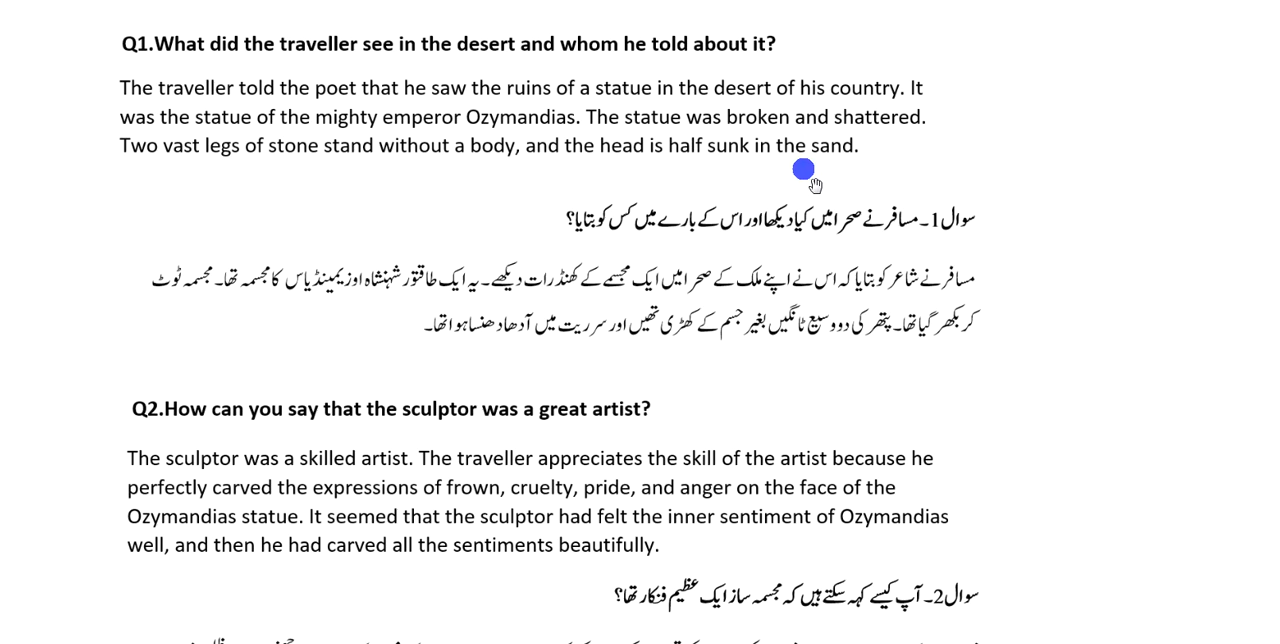 Q1.What did the traveller see in the desert and whom he told about it?
The traveller told the poet that he saw the ruins of a statue in the desert of his country. It
was the statue of the mighty emperor Ozymandias. The statue was broken and shattered.
Two vast legs of stone stand without a body, and the head is half sunk in the sand.
سوال 1۔ مسافر نے صحرا میں کیا دیکھا اور اس کے بارے میں کس کو بتایا؟
مسافر نے شاعر کو بتایا کہ اس نے اپنے ملک کے صحرا میں ایک مجسمے کے کھنڈرات دیکھے۔ یہ ایک طاقتور شہنشاہ اوزیمینڈیاس کا مجسمہ تھا۔ مجسمہ ٹوٹ
کر بکھر گیا تھا۔ پتھر کی دو وسیع ٹانگیں بغیر جسم کے کھڑی تھیں اور سر ریت میں آدھا دھنسا ہوا تھا۔
Q2.How can you say that the sculptor was a great artist?
The sculptor was a skilled artist. The traveller appreciates the skill of the artist because he
perfectly carved the expressions of frown, cruelty, pride, and anger on the face of the
Ozymandias statue. It seemed that the sculptor had felt the inner sentiment of Ozymandias
well, and then he had carved all the sentiments beautifully.
سوال 2۔ آپ کیسے کہہ سکتے ہیں کہ مجسمہ ساز ایک عظیم فنکار تھا؟